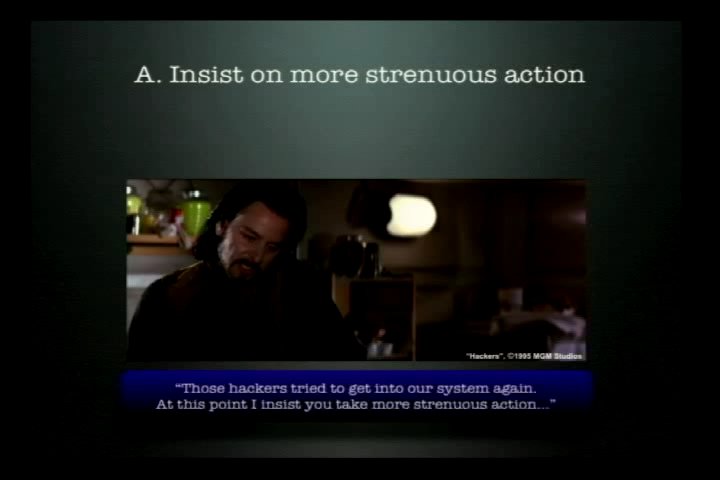 A. Insist on more strenuous action
"Hackers", ©1995 MGM Studios
“Those hackers tried to get into our system again.
At this point I insist you take more strenuous action...”